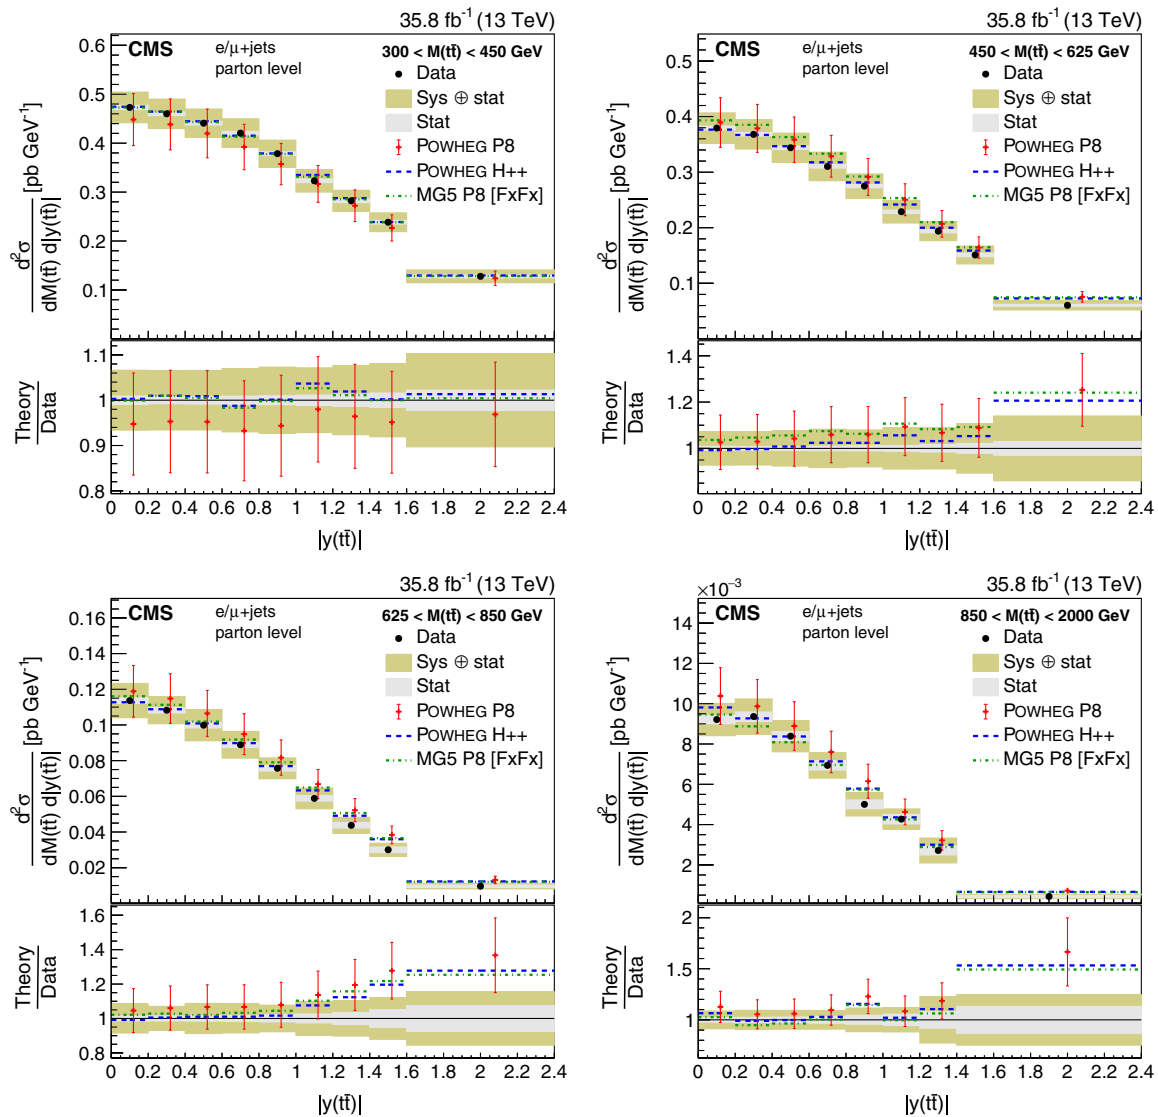 35.8 fb⁻¹ (13 TeV)
CMS
e/μ+jets
parton level
300 < M(tt̄) < 450 GeV
Data
Sys ⊕ stat
Stat
POWHEG P8
POWHEG H++
MG5 P8 [FxFx]
d²σ
dM(tt̄) d|y(tt̄)|
[pb GeV⁻¹]
0.6
0.5
0.4
0.3
0.2
0.1
Theory
Data
1.1
1
0.9
0.8
0 0.2 0.4 0.6 0.8 1 1.2 1.4 1.6 1.8 2 2.2 2.4
|y(tt̄)|
35.8 fb⁻¹ (13 TeV)
CMS
e/μ+jets
parton level
450 < M(tt̄) < 625 GeV
Data
Sys ⊕ stat
Stat
POWHEG P8
POWHEG H++
MG5 P8 [FxFx]
d²σ
dM(tt̄) d|y(tt̄)|
[pb GeV⁻¹]
0.5
0.4
0.3
0.2
0.1
Theory
Data
1.4
1.2
1
0 0.2 0.4 0.6 0.8 1 1.2 1.4 1.6 1.8 2 2.2 2.4
|y(tt̄)|
35.8 fb⁻¹ (13 TeV)
CMS
e/μ+jets
parton level
625 < M(tt̄) < 850 GeV
Data
Sys ⊕ stat
Stat
POWHEG P8
POWHEG H++
MG5 P8 [FxFx]
d²σ
dM(tt̄) d|y(tt̄)|
[pb GeV⁻¹]
0.16
0.14
0.12
0.1
0.08
0.06
0.04
0.02
Theory
Data
1.6
1.4
1.2
1
0.8
0 0.2 0.4 0.6 0.8 1 1.2 1.4 1.6 1.8 2 2.2 2.4
|y(tt̄)|
×10⁻³
35.8 fb⁻¹ (13 TeV)
CMS
e/μ+jets
parton level
850 < M(tt̄) < 2000 GeV
Data
Sys ⊕ stat
Stat
POWHEG P8
POWHEG H++
MG5 P8 [FxFx]
d²σ
dM(tt̄) d|y(tt̄)|
[pb GeV⁻¹]
14
12
10
8
6
4
2
Theory
Data
2
1.5
1
0 0.2 0.4 0.6 0.8 1 1.2 1.4 1.6 1.8 2 2.2 2.4
|y(tt̄)|